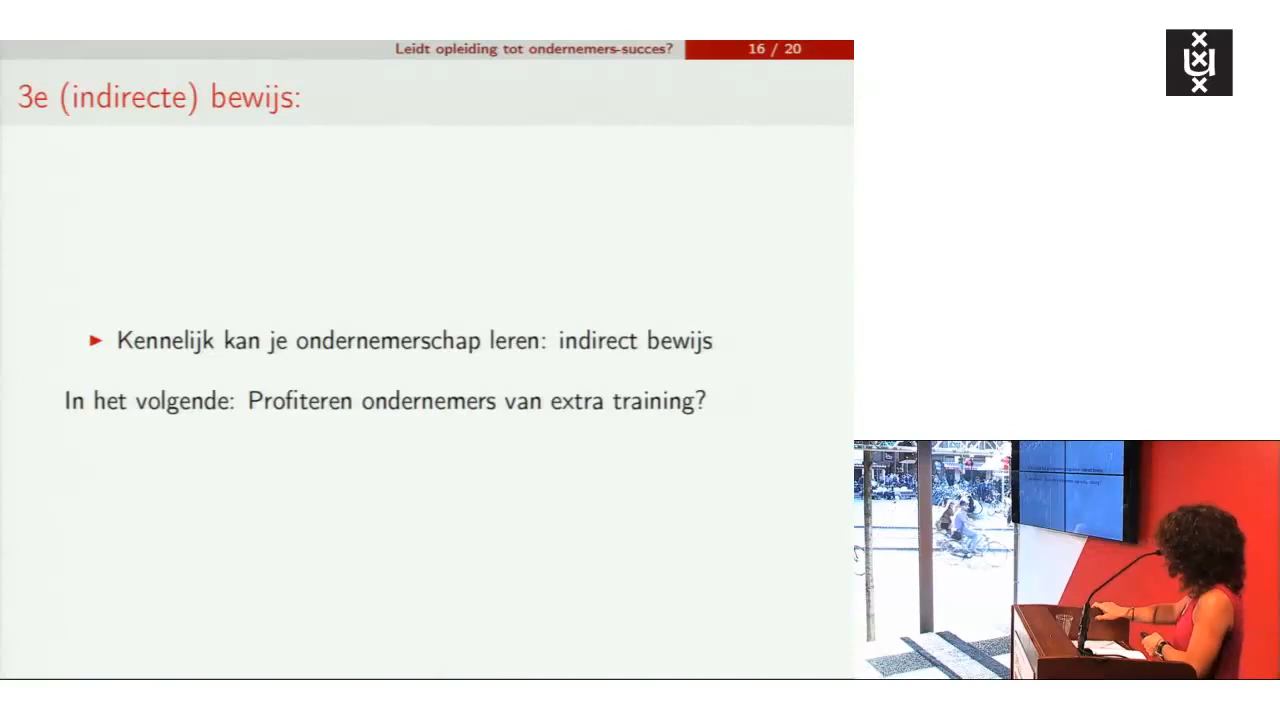 Leidt opleiding tot ondernemers-succes?
16 / 20
3e (indirecte) bewijs:
Kennelijk kan je ondernemerschap leren: indirect bewijs
In het volgende: Profiteren ondernemers van extra training?